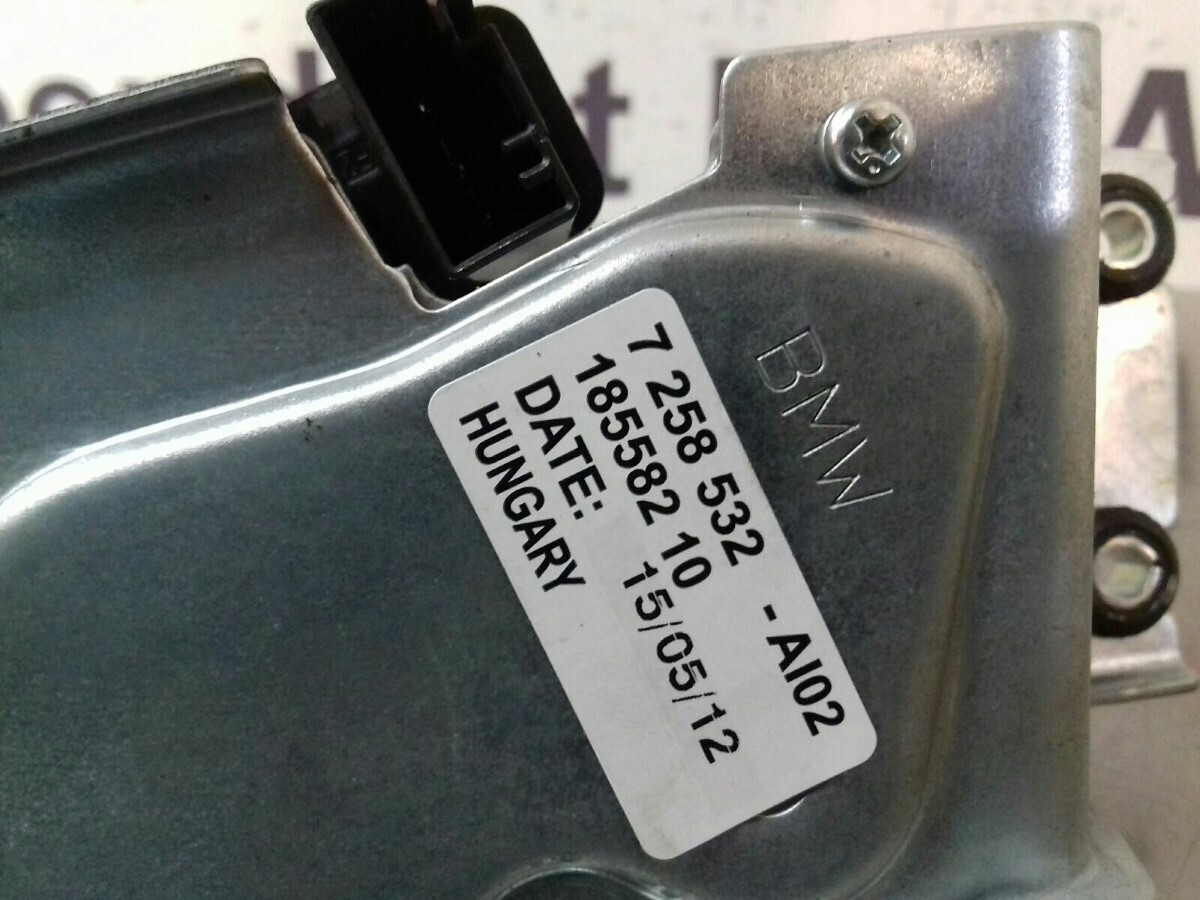 7 258 532 - AI02
185582 10
DATE: 15/05/12
HUNGARY
BMW